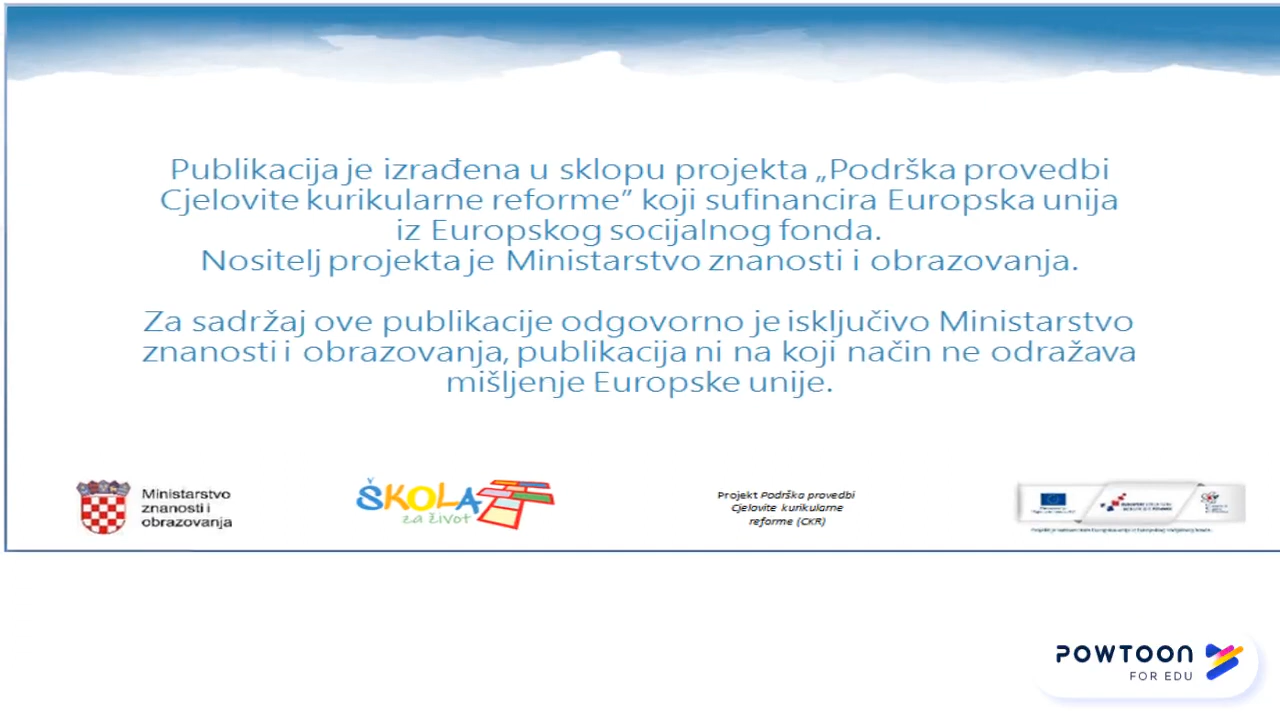 Publikacija je izrađena u sklopu projekta „Podrška provedbi
Cjelovite kurikularne reforme” koji sufinancira Europska unija
iz Europskog socijalnog fonda.
Nositelj projekta je Ministarstvo znanosti i obrazovanja.
Za sadržaj ove publikacije odgovorno je isključivo Ministarstvo
znanosti i obrazovanja, publikacija ni na koji način ne odražava
mišljenje Europske unije.
Ministarstvo
znanosti i
obrazovanja
ŠKOLA
za život
Projekt Podrška provedbi
Cjelovite kurikularne
reforme (CKR)
POWTOON
FOR EDU